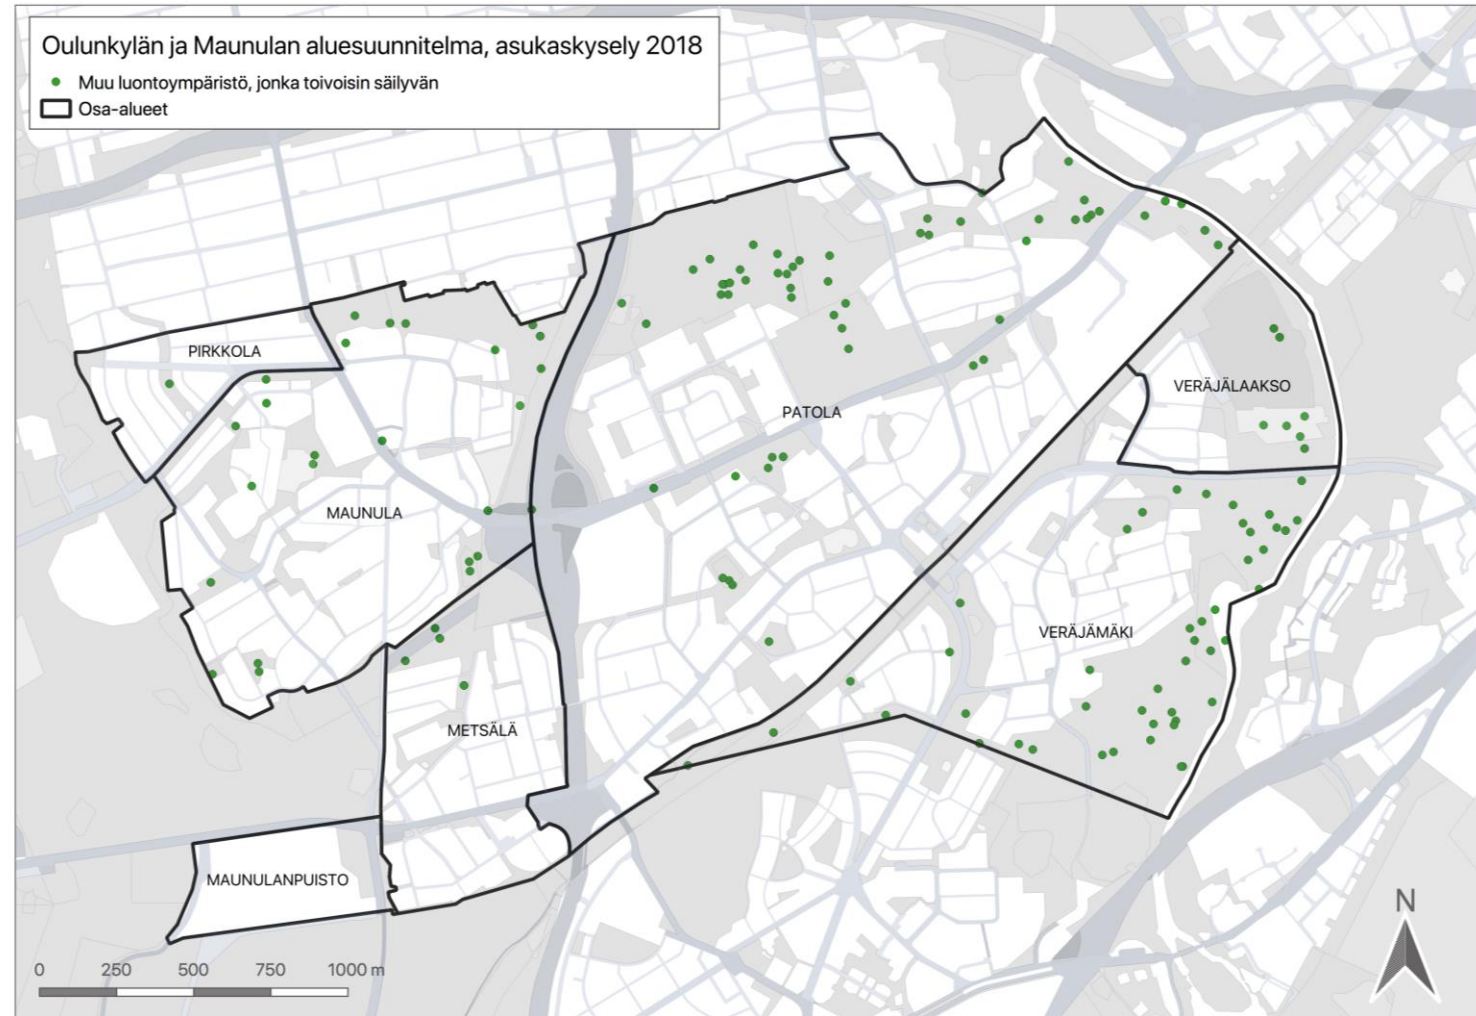 Oulunkylän ja Maunulan aluesuunnitelma, asukaskysely 2018
Muu luontoympäristö, jonka toivoisin säilyvän
Osa-alueet
PIRKKOLA
VERÄJÄLAAKSO
PATOLA
MAUNULA
VERÄJÄMÄKI
METSÄLÄ
MAUNULANPUISTO
N
0 250 500 750 1000 m